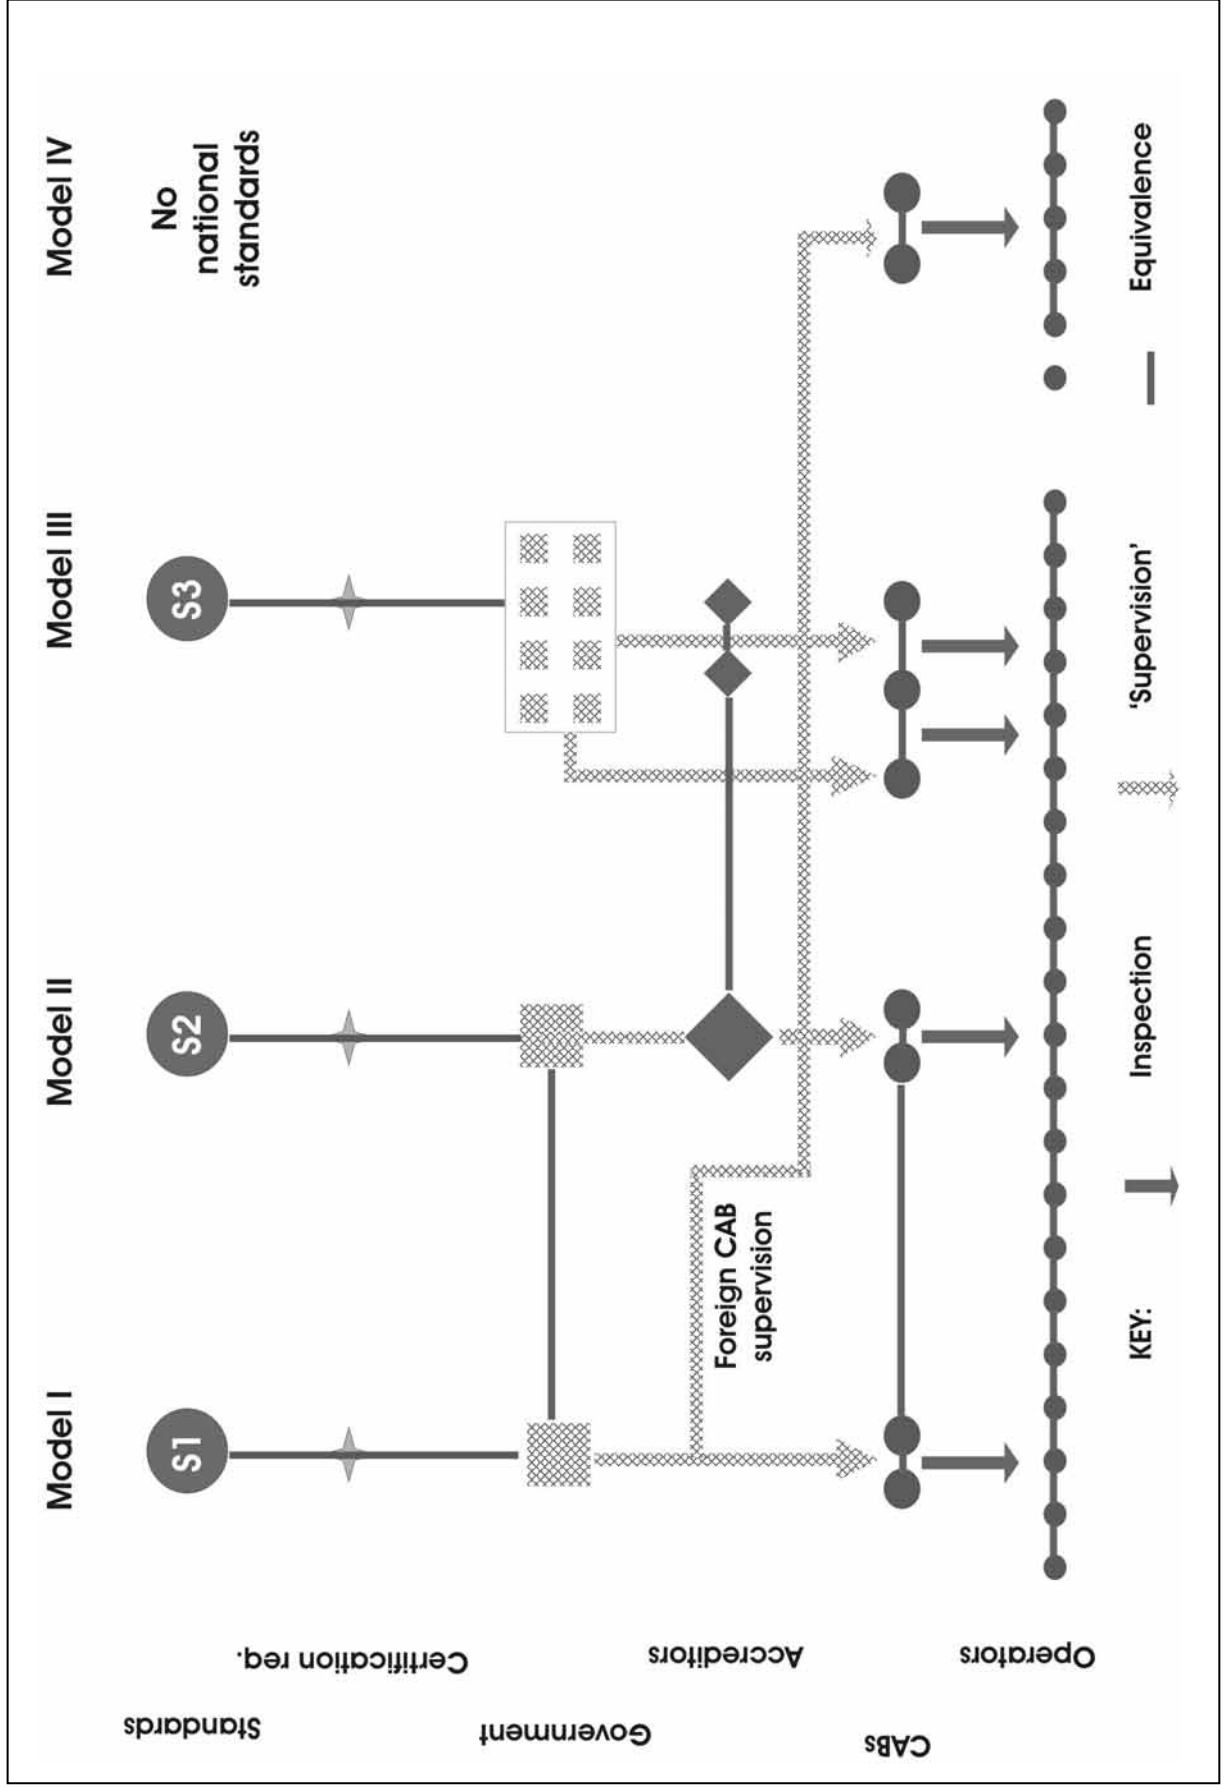 Model I
Model II
Model III
Model IV
S1
S2
S3
No
national
standards
Standards
Certification req.
Government
Accreditors
CABs
Operators
Foreign CAB
supervision
KEY:
Inspection
'Supervision'
Equivalence